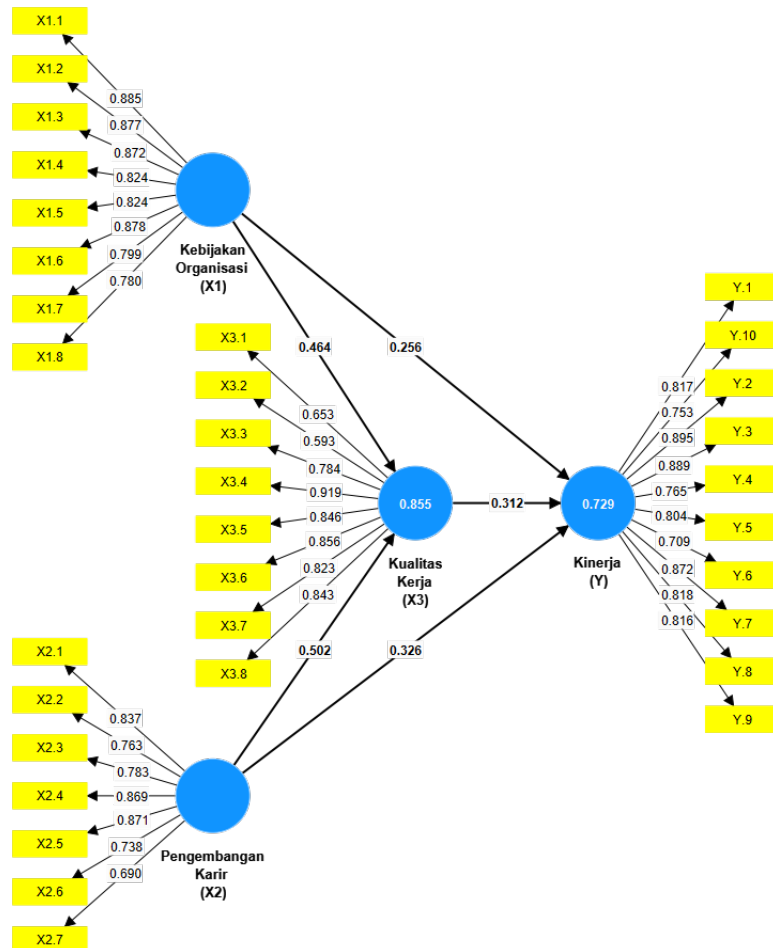 X1.1
X1.2
X1.3
X1.4
X1.5
X1.6
X1.7
X1.8
0.885
0.877
0.872
0.824
0.824
0.878
0.799
0.780
Kebijakan
Organisasi
(X1)
0.464
0.256
X3.1
X3.2
X3.3
X3.4
X3.5
X3.6
X3.7
X3.8
0.653
0.593
0.784
0.919
0.846
0.856
0.823
0.843
0.855
Kualitas
Kerja
(X3)
0.312
0.729
Kinerja
(Y)
0.817
0.753
0.895
0.889
0.765
0.804
0.709
0.872
0.818
0.816
Y.1
Y.10
Y.2
Y.3
Y.4
Y.5
Y.6
Y.7
Y.8
Y.9
0.502
0.326
X2.1
X2.2
X2.3
X2.4
X2.5
X2.6
X2.7
0.837
0.763
0.783
0.869
0.871
0.738
0.690
Pengembangan
Karir
(X2)